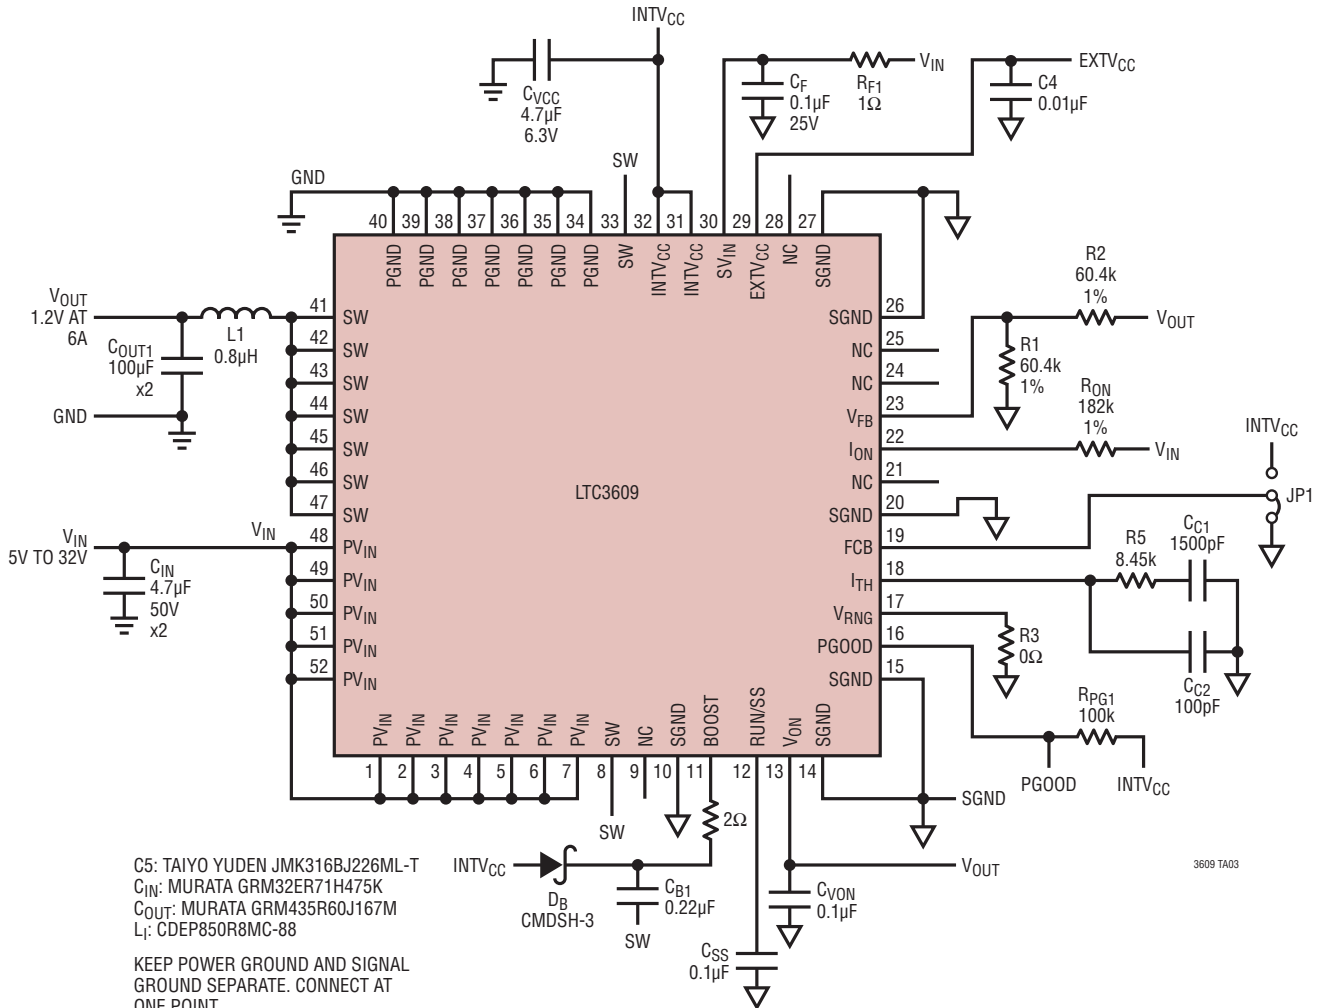 INTVCC
CVCC
4.7µF
6.3V
CF
0.1µF
25V
RF1
1Ω
VIN
EXTVCC
C4
0.01µF
GND
SW
40 39 38 37 36 35 34 33 32 31 30 29 28 27
PGND PGND PGND PGND PGND PGND PGND SW INTVCC INTVCC SVIN EXTVCC NC SGND
VOUT
1.2V AT
6A
L1
0.8µH
COUT1
100µF
x2
GND
41 SW
42 SW
43 SW
44 SW
45 SW
46 SW
47 SW
48 PVIN
49 PVIN
50 PVIN
51 PVIN
52 PVIN
VIN
5V TO 32V
VIN
CIN
4.7µF
50V
x2
LTC3609
SGND 26
NC 25
NC 24
VFB 23
ION 22
NC 21
SGND 20
FCB 19
ITH 18
VRNG 17
PGOOD 16
SGND 15
R2
60.4k
1%
VOUT
R1
60.4k
1%
RON
182k
1%
VIN
INTVCC
JP1
R5
8.45k
CC1
1500pF
CC2
100pF
R3
0Ω
RPG1
100k
PGOOD
INTVCC
PVIN PVIN PVIN PVIN PVIN PVIN PVIN SW NC SGND BOOST RUN/SS VON SGND
1 2 3 4 5 6 7 8 9 10 11 12 13 14
SW
2Ω
SGND
INTVCC
DB
CMDSH-3
CB1
0.22µF
SW
VOUT
CVON
0.1µF
CSS
0.1µF
3609 TA03
C5: TAIYO YUDEN JMK316BJ226ML-T
CIN: MURATA GRM32ER71H475K
COUT: MURATA GRM435R60J167M
LI: CDEP850R8MC-88
KEEP POWER GROUND AND SIGNAL
GROUND SEPARATE. CONNECT AT
ONE POINT